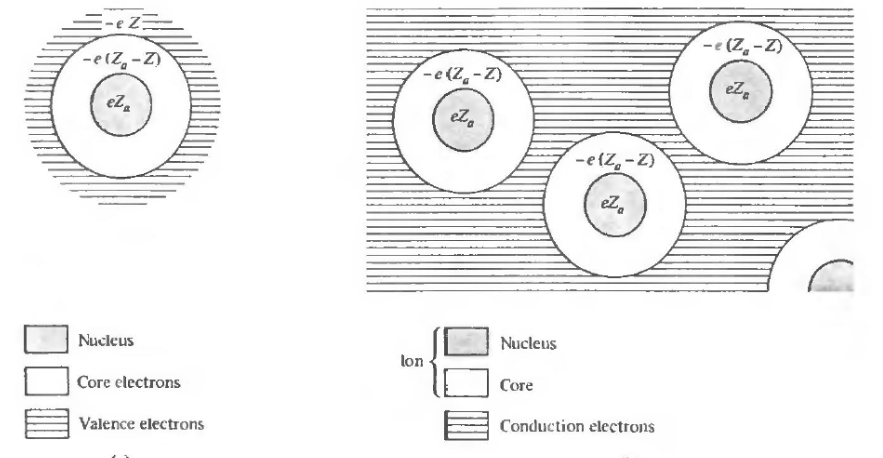 -e Z
-e (Z_a - Z)
eZ_a
-e (Z_a - Z)
eZ_a
-e (Z_a - Z)
eZ_a
-e (Z_a - Z)
eZ_a
Nucleus
Core electrons
Valence electrons
Ion
Nucleus
Core
Conduction electrons